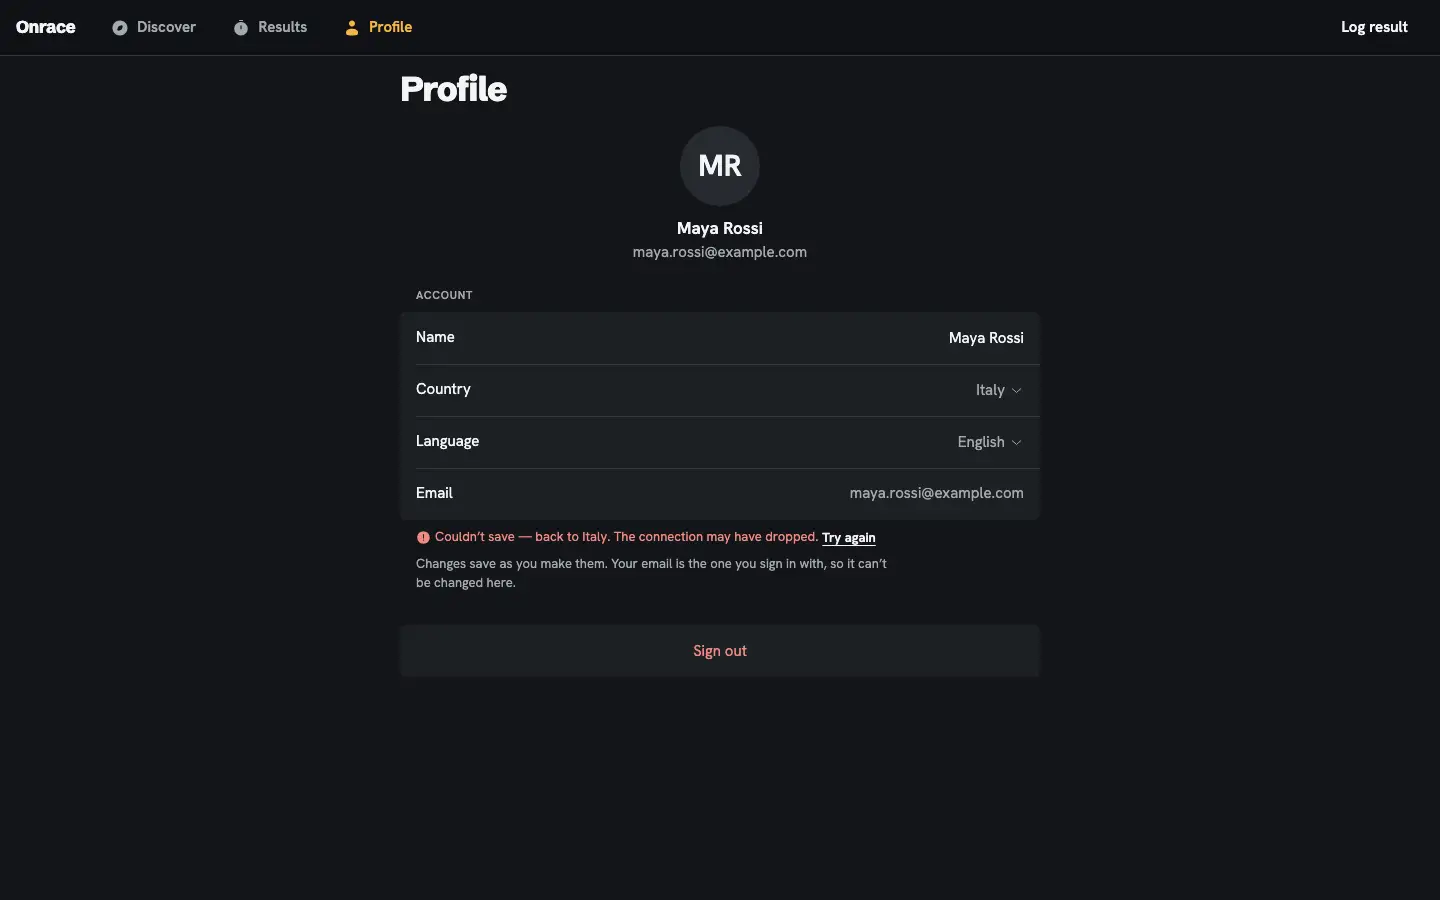 Onrace
Discover
Results
Profile
Log result
Profile
MR
Maya Rossi
maya.rossi@example.com
ACCOUNT
Name
Maya Rossi
Country
Italy
Language
English
Email
maya.rossi@example.com
Couldn’t save — back to Italy. The connection may have dropped. Try again
Changes save as you make them. Your email is the one you sign in with, so it can’t
be changed here.
Sign out